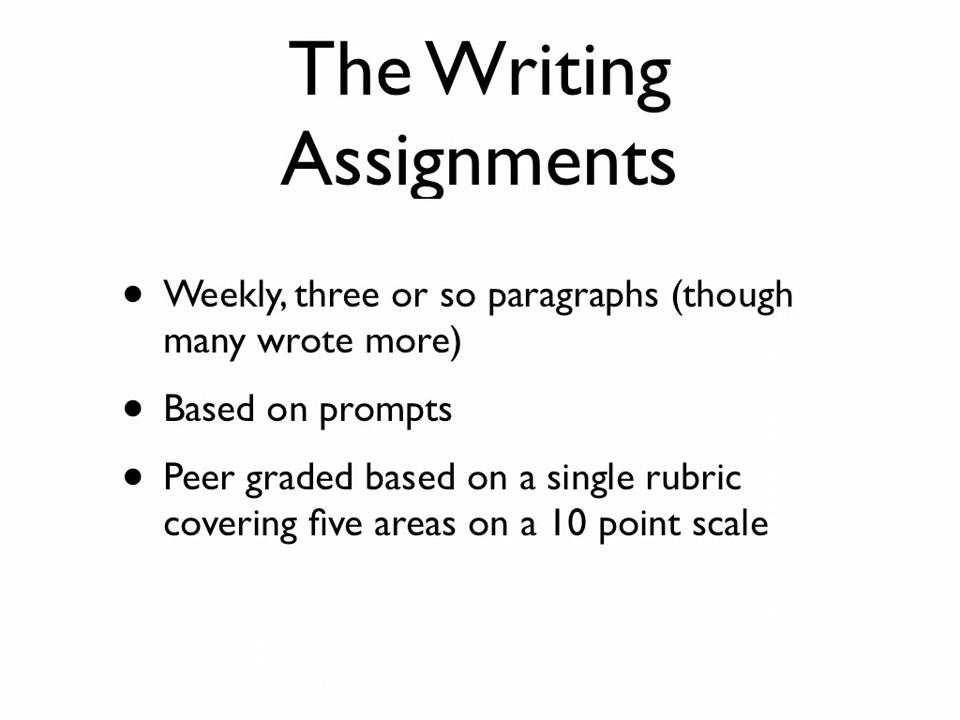 The Writing
Assignments
• Weekly, three or so paragraphs (though
many wrote more)
• Based on prompts
• Peer graded based on a single rubric
covering five areas on a 10 point scale